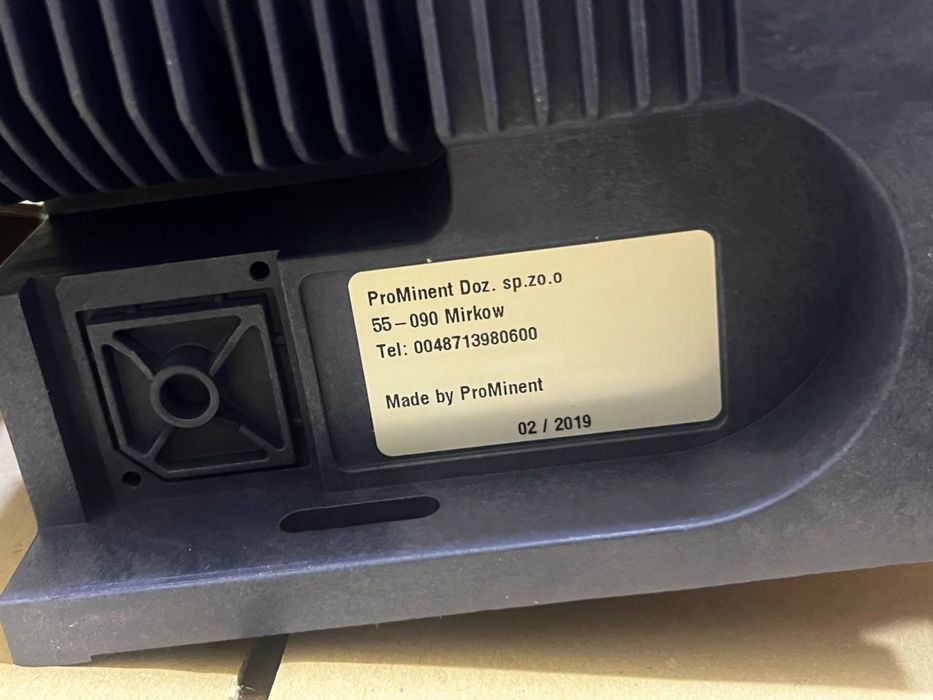 ProMinent Doz. sp.zo.o
55-090 Mirkow
Tel: 0048713980600
Made by ProMinent
02 / 2019